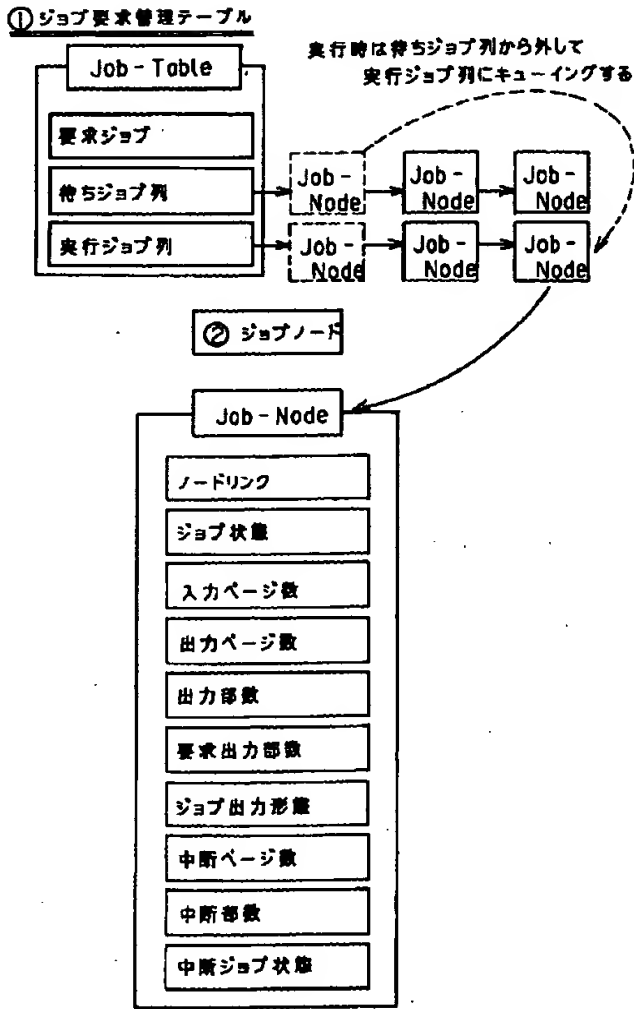 ①ジョブ要求管理テーブル
Job-Table
実行時は待ちジョブ列から外して
実行ジョブ列にキューイングする
要求ジョブ
待ちジョブ列
Job-
Node
Job-
Node
Job-
Node
実行ジョブ列
Job-
Node
Job-
Node
Job-
Node
② ジョブノード
Job-Node
ノードリンク
ジョブ状態
入力ページ数
出力ページ数
出力部数
要求出力部数
ジョブ出力形態
中断ページ数
中断部数
中断ジョブ状態